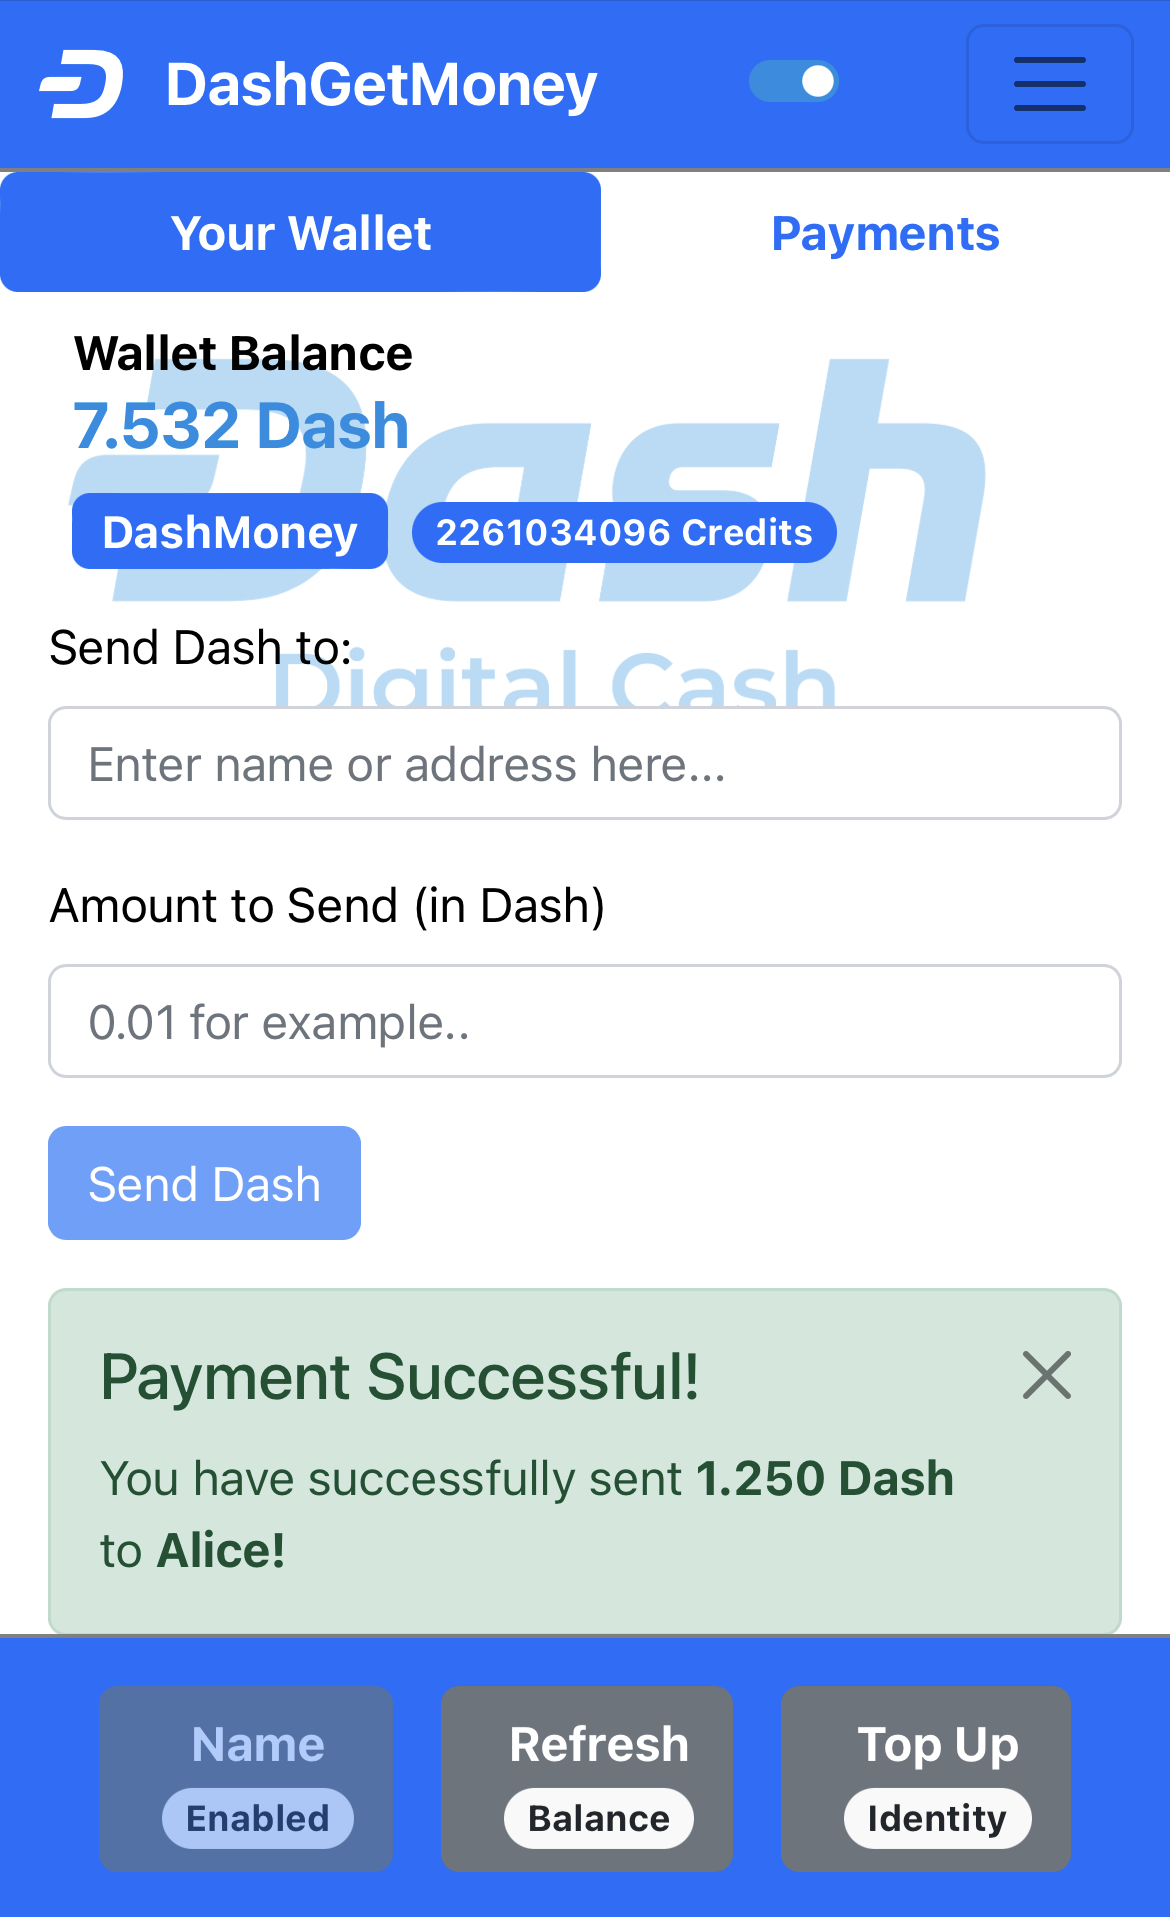 DashGetMoney
Your Wallet
Payments
Wallet Balance
7.532 Dash
Dash
DashMoney
2261034096 Credits
Digital Cash
Send Dash to:
Enter name or address here...
Amount to Send (in Dash)
0.01 for example..
Send Dash
Payment Successful!
You have successfully sent 1.250 Dash
to Alice!
Name
Enabled
Refresh
Balance
Top Up
Identity